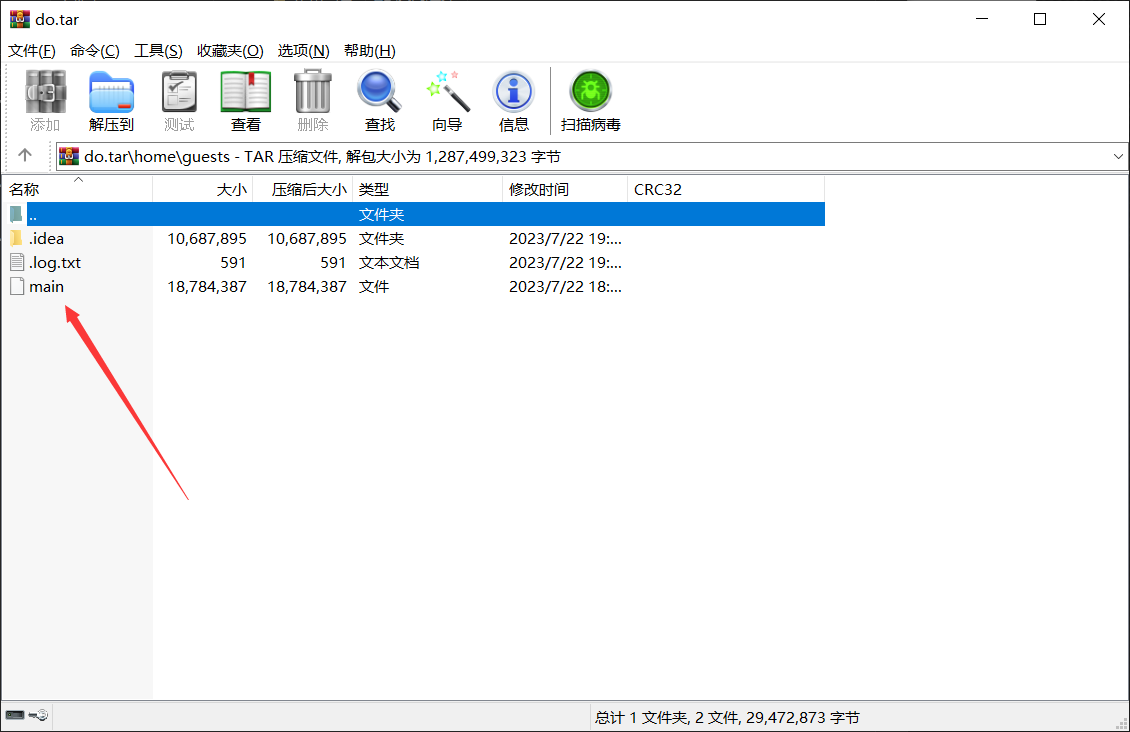 do.tar
文件(F) 命令(C) 工具(S) 收藏夹(O) 选项(N) 帮助(H)
添加 解压到 测试 查看 删除 查找 向导 信息 扫描病毒
do.tar\home\guests - TAR 压缩文件, 解包大小为 1,287,499,323 字节
名称 大小 压缩后大小 类型 修改时间 CRC32
.. 文件夹
.idea 10,687,895 10,687,895 文件夹 2023/7/22 19:...
.log.txt 591 591 文本文档 2023/7/22 19:...
main 18,784,387 18,784,387 文件 2023/7/22 18:...
总计 1 文件夹, 2 文件, 29,472,873 字节